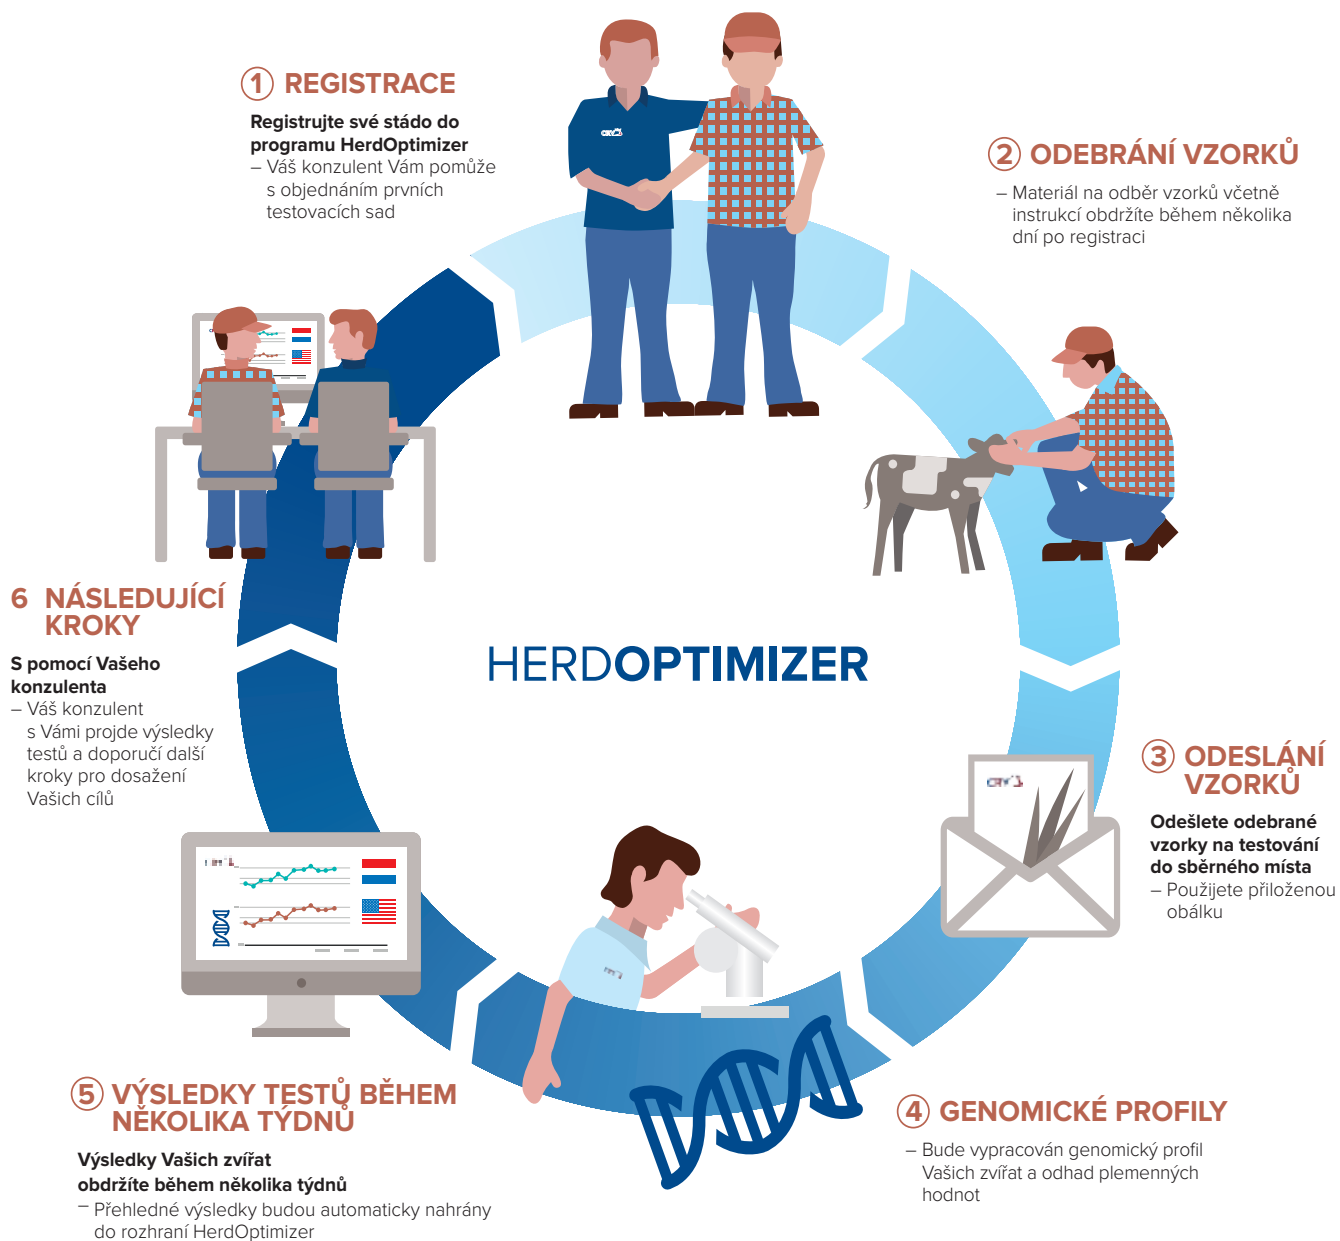 ① REGISTRACE
Registrujte své stádo do
programu HerdOptimizer
– Váš konzulent Vám pomůže
s objednáním prvních
testovacích sad
② ODEBRÁNÍ VZORKŮ
– Materiál na odběr vzorků včetně
instrukcí obdržíte během několika
dní po registraci
③ ODESLÁNÍ
VZORKŮ
Odešlete odebrané
vzorky na testování
do sběrného místa
– Použijete přiloženou
obálku
④ GENOMICKÉ PROFILY
– Bude vypracován genomický profil
Vašich zvířat a odhad plemenných
hodnot
⑤ VÝSLEDKY TESTŮ BĚHEM
NĚKOLIKA TÝDNŮ
Výsledky Vašich zvířat
obdržíte během několika týdnů
– Přehledné výsledky budou automaticky nahrány
do rozhraní HerdOptimizer
6 NÁSLEDUJÍCÍ
KROKY
S pomocí Vašeho
konzulenta
– Váš konzulent
s Vámi projde výsledky
testů a doporučí další
kroky pro dosažení
Vašich cílů
HERDOPTIMIZER
CRV
CRV